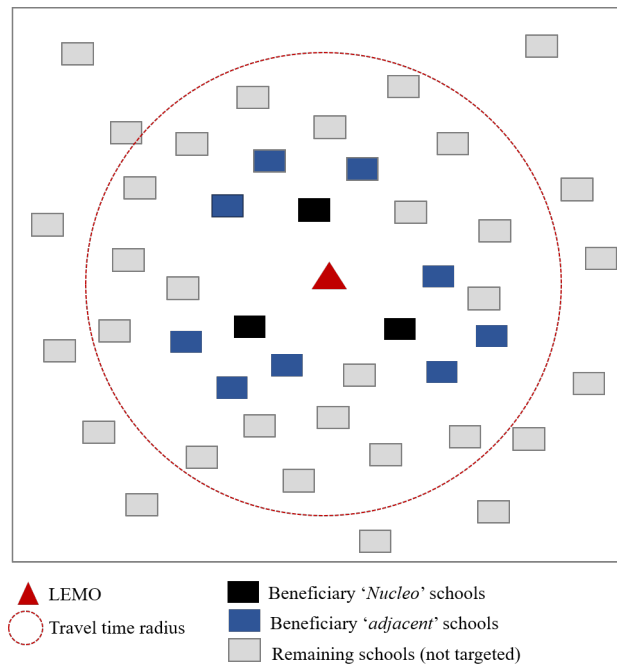 LEMO
Travel time radius
Beneficiary ‘Nucleo’ schools
Beneficiary ‘adjacent’ schools
Remaining schools (not targeted)